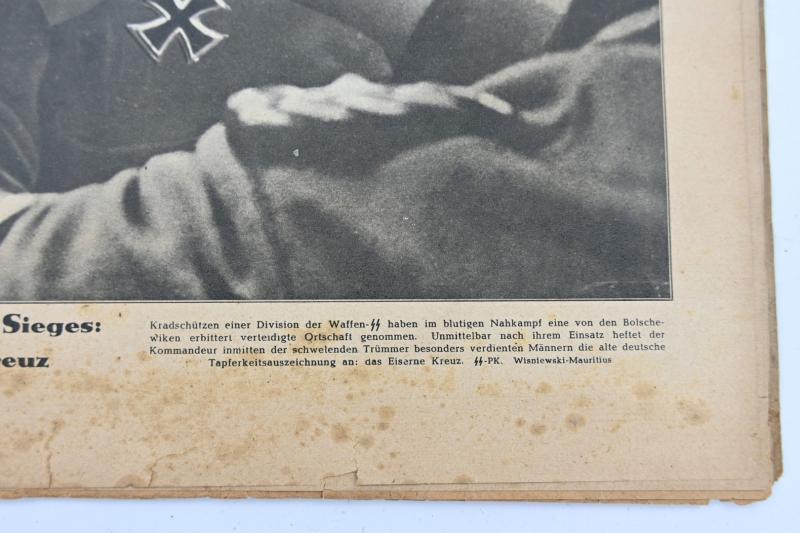 Sieges:
reuz
Kradschützen einer Division der Waffen-ᛋᛋ haben im blutigen Nahkampf eine von den Bolsche-
wiken erbittert verteidigte Ortschaft genommen. Unmittelbar nach ihrem Einsatz heftet der
Kommandeur inmitten der schwelenden Trümmer besonders verdienten Männern die alte deutsche
Tapferkeitsauszeichnung an: das Eiserne Kreuz. ᛋᛋ-PK. Wisniewski-Mauritius